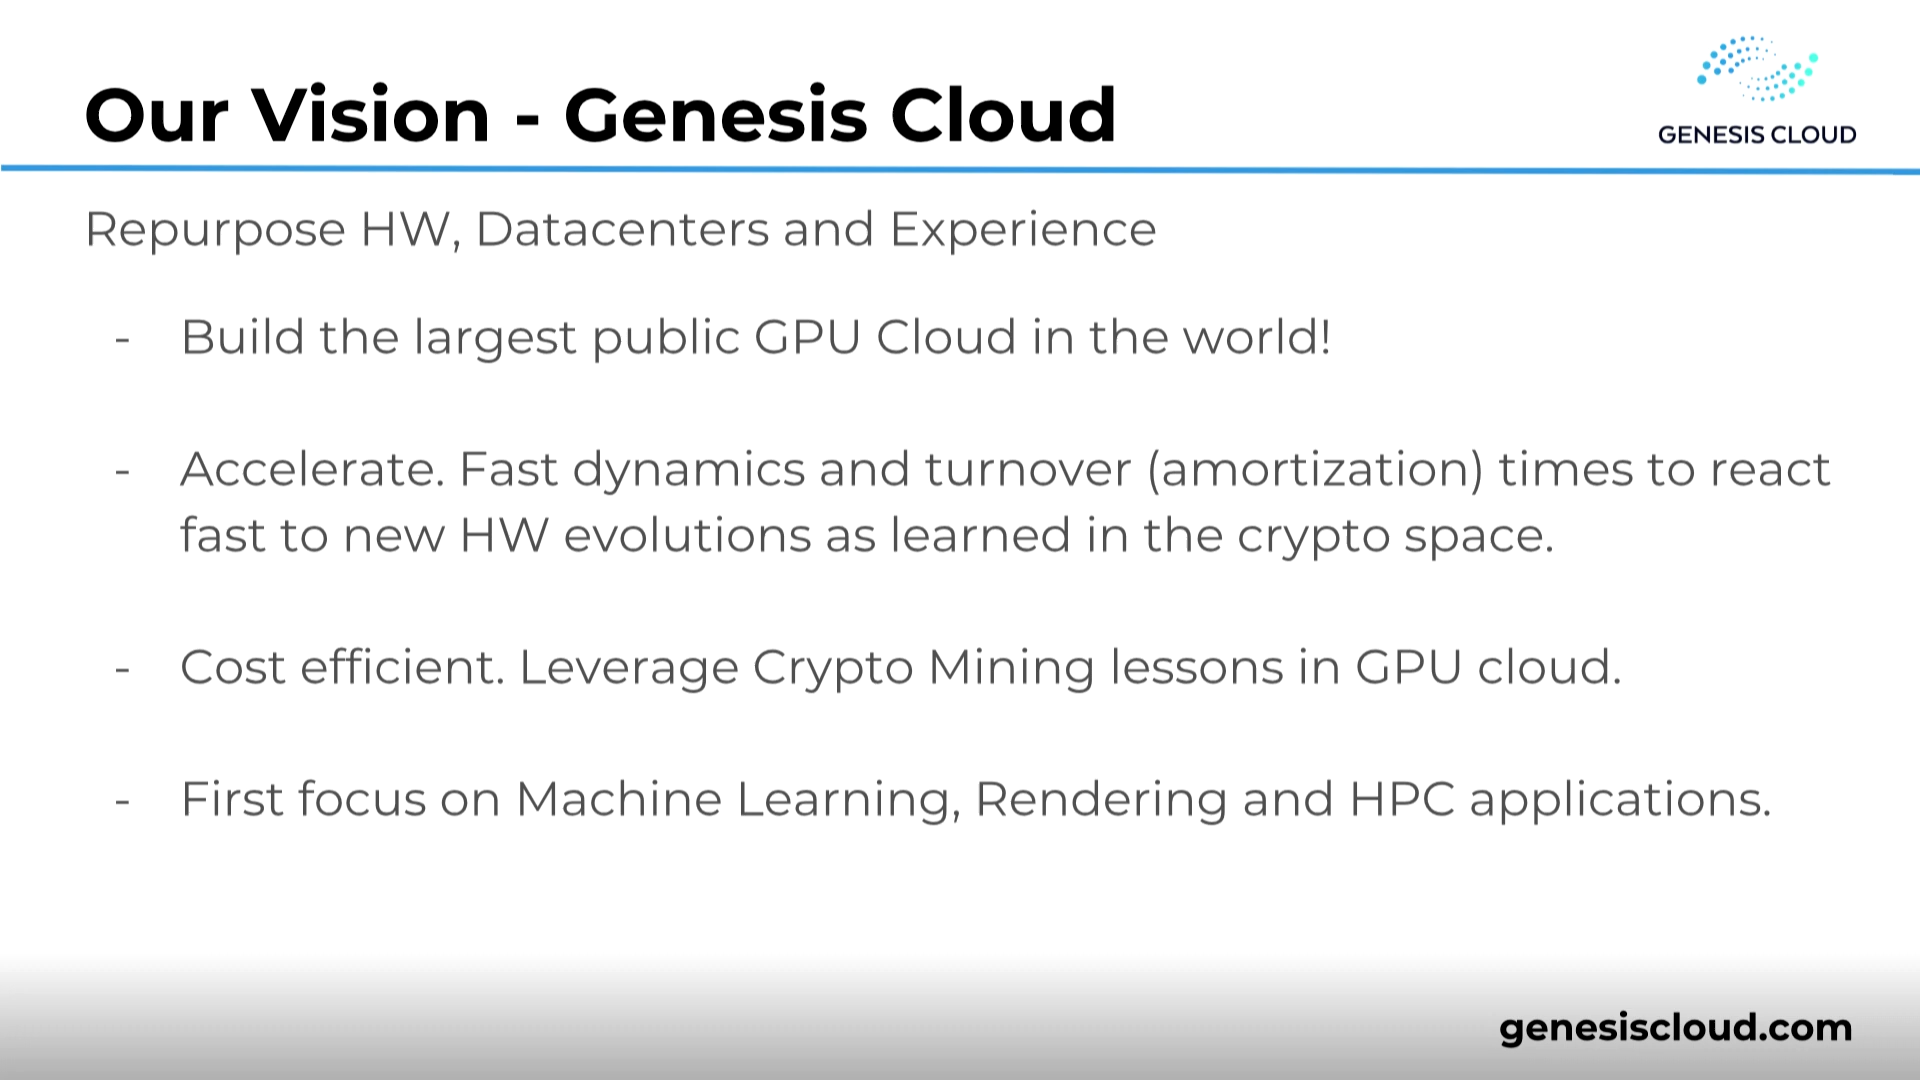 Our Vision - Genesis Cloud
GENESIS CLOUD
Repurpose HW, Datacenters and Experience
- Build the largest public GPU Cloud in the world!
- Accelerate. Fast dynamics and turnover (amortization) times to react
fast to new HW evolutions as learned in the crypto space.
- Cost efficient. Leverage Crypto Mining lessons in GPU cloud.
- First focus on Machine Learning, Rendering and HPC applications.
genesiscloud.com